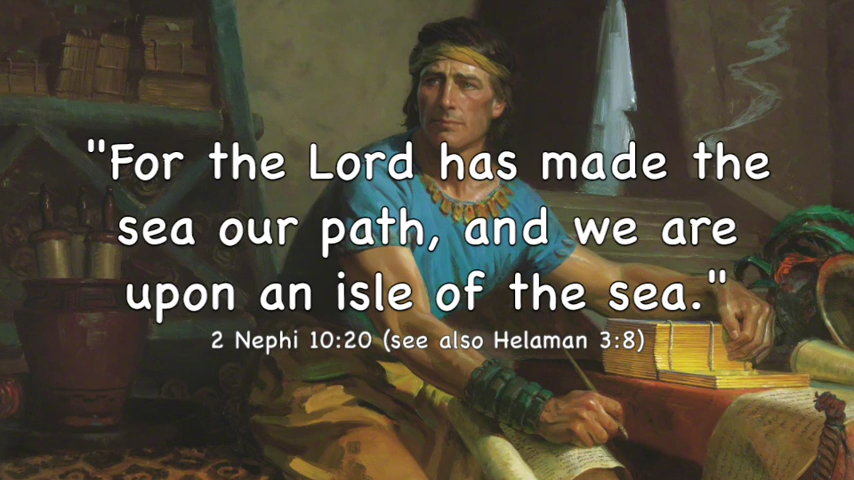 "For the Lord has made the
sea our path, and we are
upon an isle of the sea."
2 Nephi 10:20 (see also Helaman 3:8)